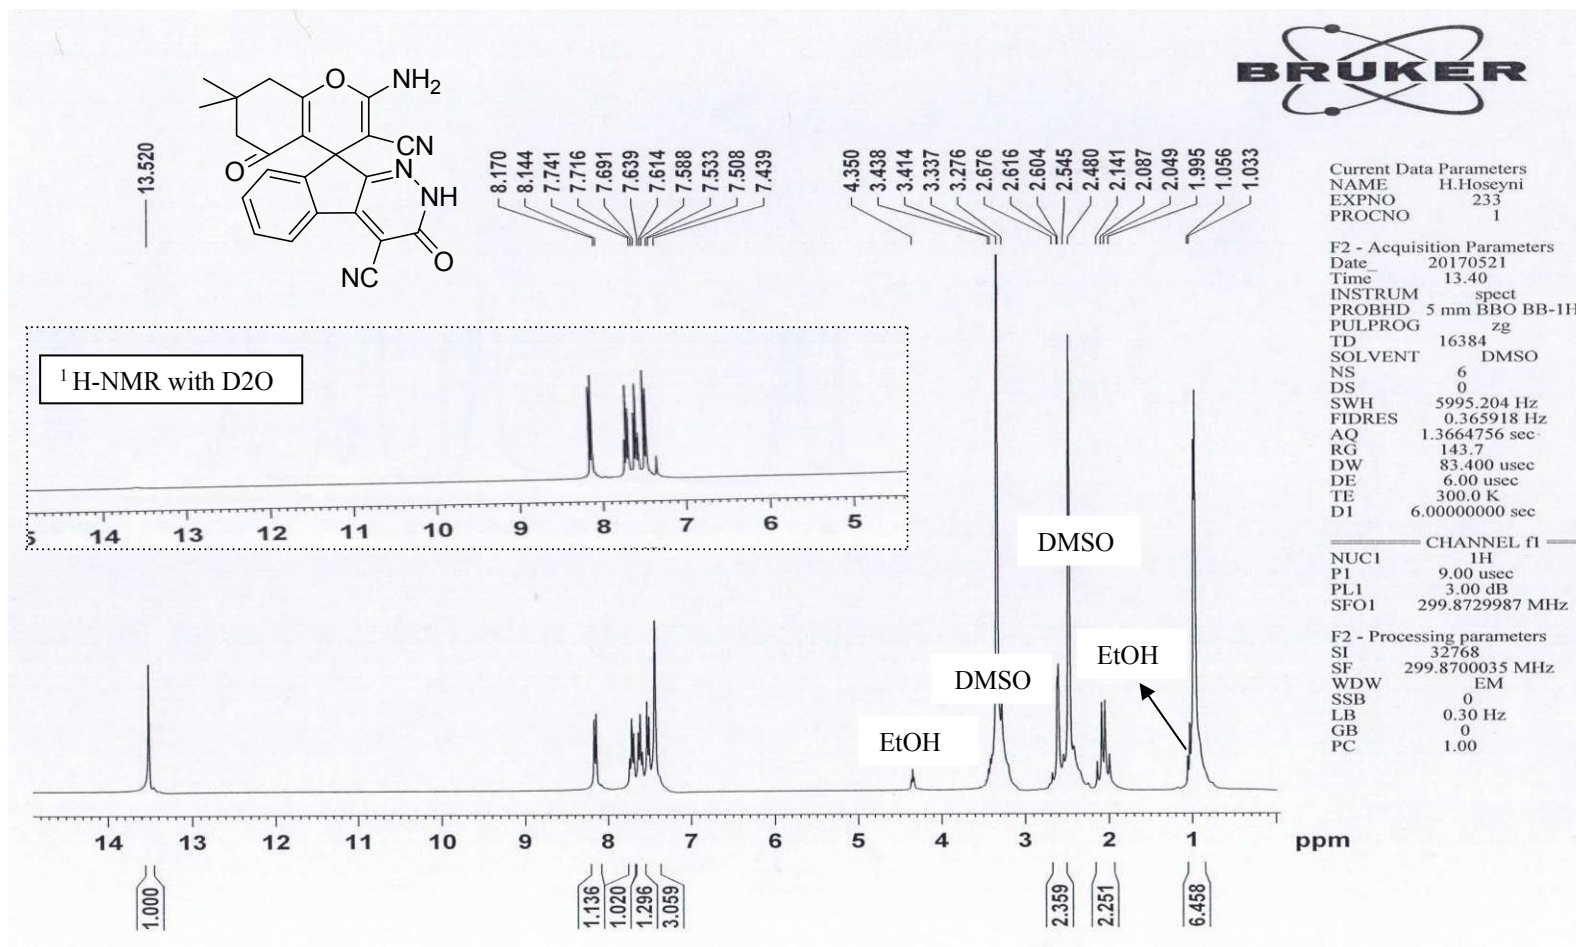 BRUKER
O
NH₂
CN
O
N
NH
NC
O
13.520
8.170
8.144
7.741
7.716
7.691
7.639
7.614
7.588
7.533
7.508
7.439
4.350
3.438
3.414
3.337
3.276
2.676
2.616
2.604
2.545
2.480
2.141
2.087
2.049
1.995
1.056
1.033
Current Data Parameters
NAME H.Hoseyni
EXPNO 233
PROCNO 1
F2 - Acquisition Parameters
Date_ 20170521
Time 13.40
INSTRUM spect
PROBHD 5 mm BBO BB-1H
PULPROG zg
TD 16384
SOLVENT DMSO
NS 6
DS 0
SWH 5995.204 Hz
FIDRES 0.365918 Hz
AQ 1.3664756 sec
RG 143.7
DW 83.400 usec
DE 6.00 usec
TE 300.0 K
D1 6.00000000 sec
CHANNEL f1
NUC1 1H
P1 9.00 usec
PL1 3.00 dB
SFO1 299.8729987 MHz
F2 - Processing parameters
SI 32768
SF 299.8700035 MHz
WDW EM
SSB 0
LB 0.30 Hz
GB 0
PC 1.00
¹ H-NMR with D2O
14 13 12 11 10 9 8 7 6 5
DMSO
EtOH
DMSO
EtOH
14 13 12 11 10 9 8 7 6 5 4 3 2 1 ppm
1.000
1.136
1.020
1.296
3.059
2.359
2.251
6.458